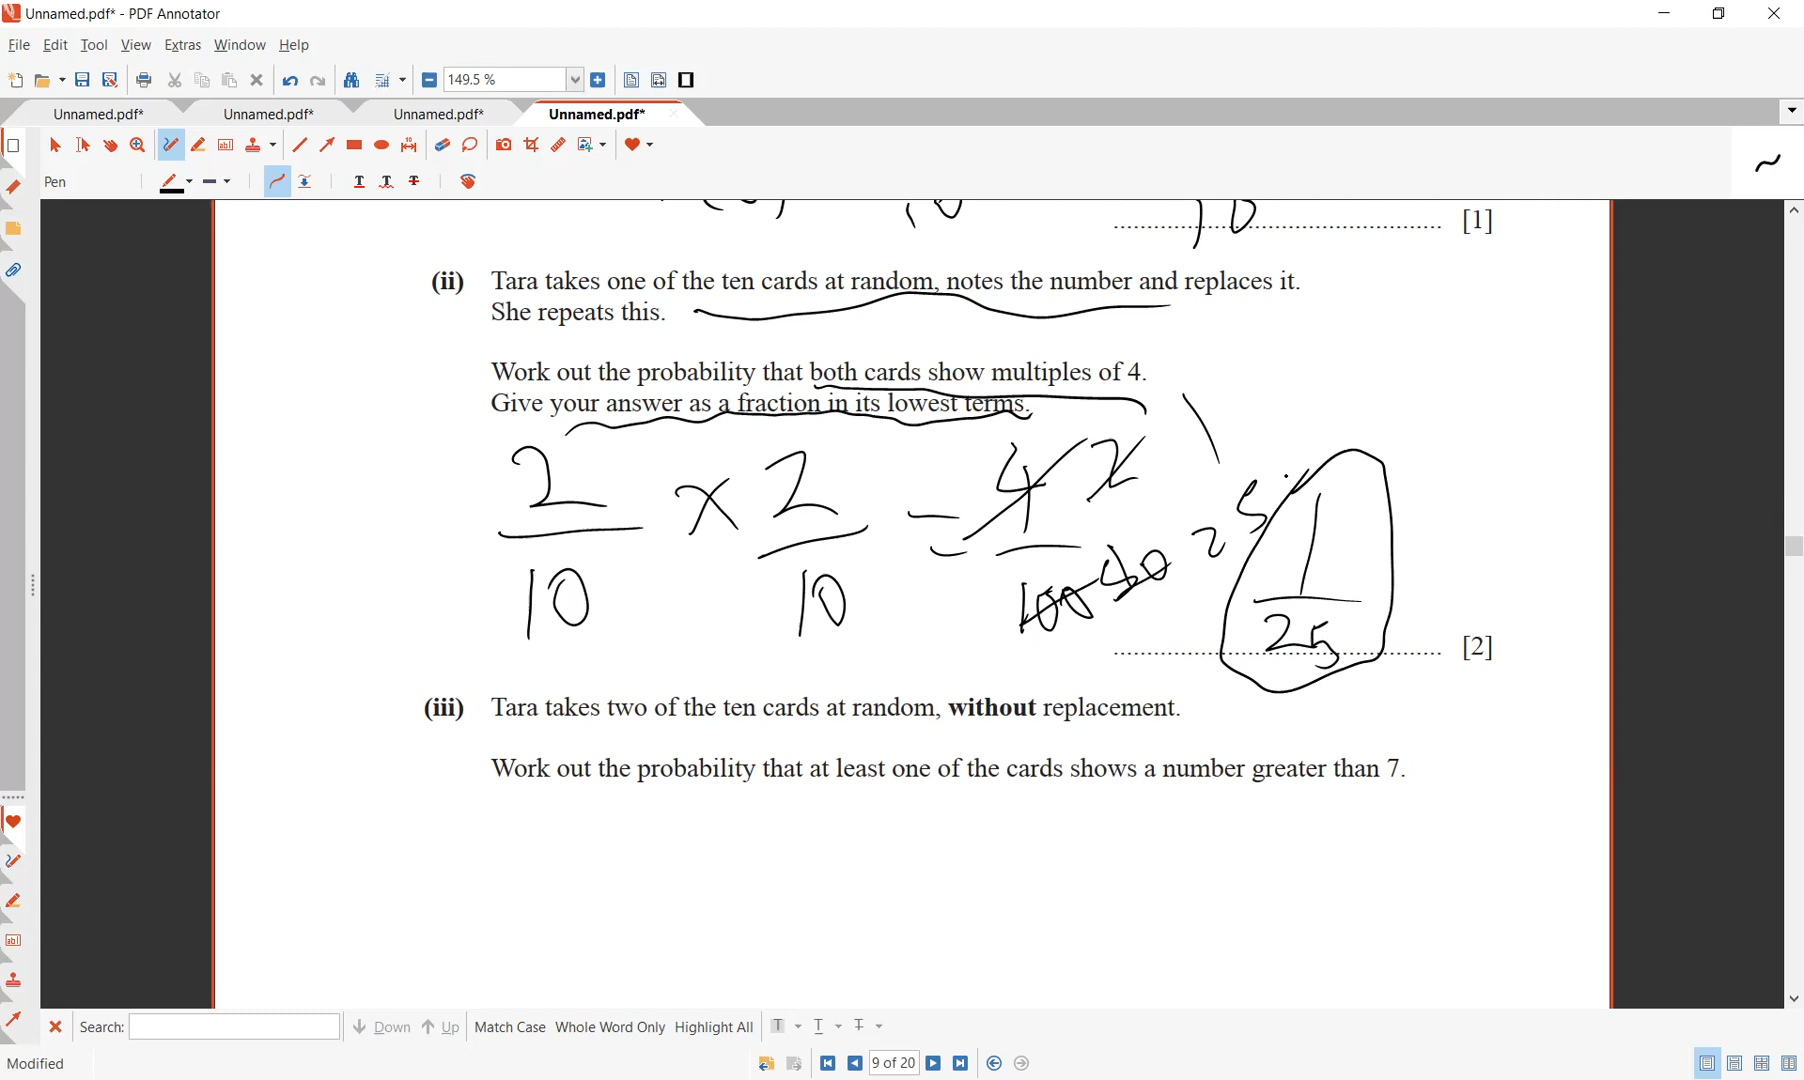 Unnamed.pdf* - PDF Annotator
File Edit Tool View Extras Window Help
149.5 %
Unnamed.pdf* Unnamed.pdf* Unnamed.pdf* Unnamed.pdf*
Pen
10 10 [1]
(ii) Tara takes one of the ten cards at random, notes the number and replaces it.
She repeats this.
Work out the probability that both cards show multiples of 4.
Give your answer as a fraction in its lowest terms.
2 × 2 = 4 2 1
10 10 100 25
[2]
(iii) Tara takes two of the ten cards at random, without replacement.
Work out the probability that at least one of the cards shows a number greater than 7.
Search: Down Up Match Case Whole Word Only Highlight All
Modified 9 of 20